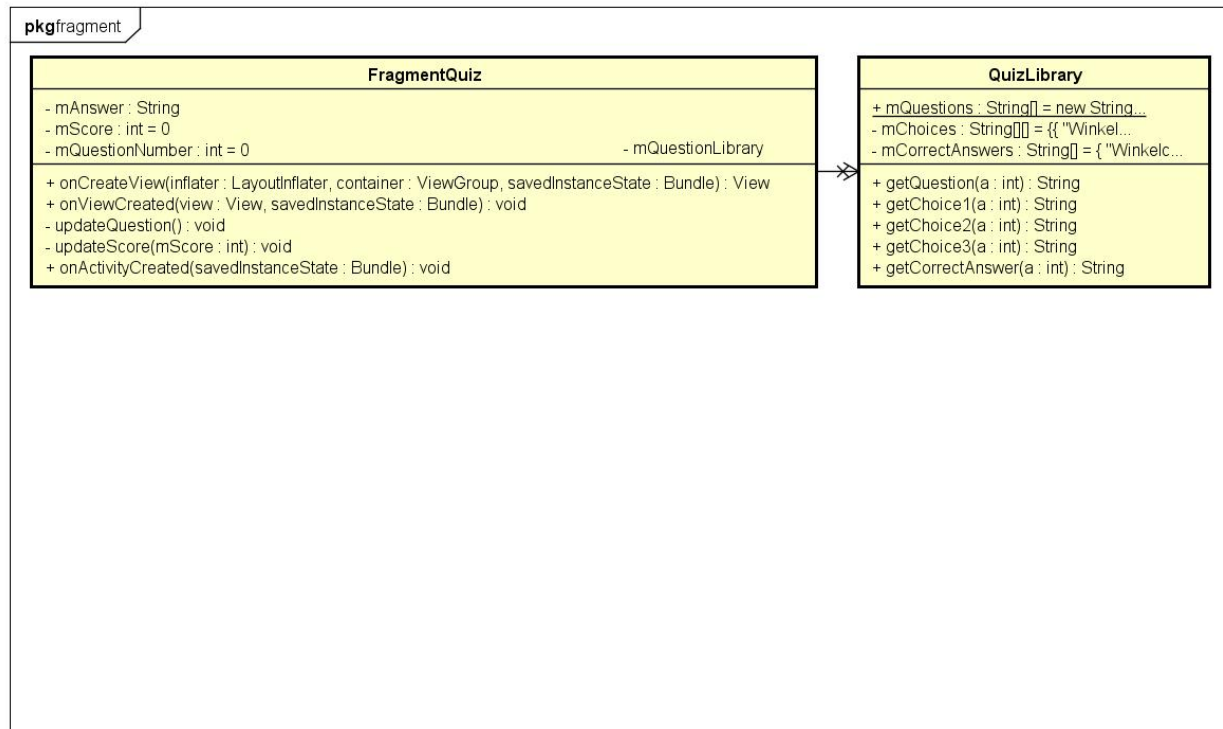 pkg fragment
FragmentQuiz
- mAnswer : String
- mScore : int = 0
- mQuestionNumber : int = 0
- mQuestionLibrary
+ onCreateView(inflater : LayoutInflater, container : ViewGroup, savedInstanceState : Bundle) : View
+ onViewCreated(view : View, savedInstanceState : Bundle) : void
- updateQuestion() : void
- updateScore(mScore : int) : void
+ onActivityCreated(savedInstanceState : Bundle) : void
QuizLibrary
+ mQuestions : String[] = new String...
- mChoices : String[][] = {{ "Winkel...
- mCorrectAnswers : String[] = { "Winkelc...
+ getQuestion(a : int) : String
+ getChoice1(a : int) : String
+ getChoice2(a : int) : String
+ getChoice3(a : int) : String
+ getCorrectAnswer(a : int) : String